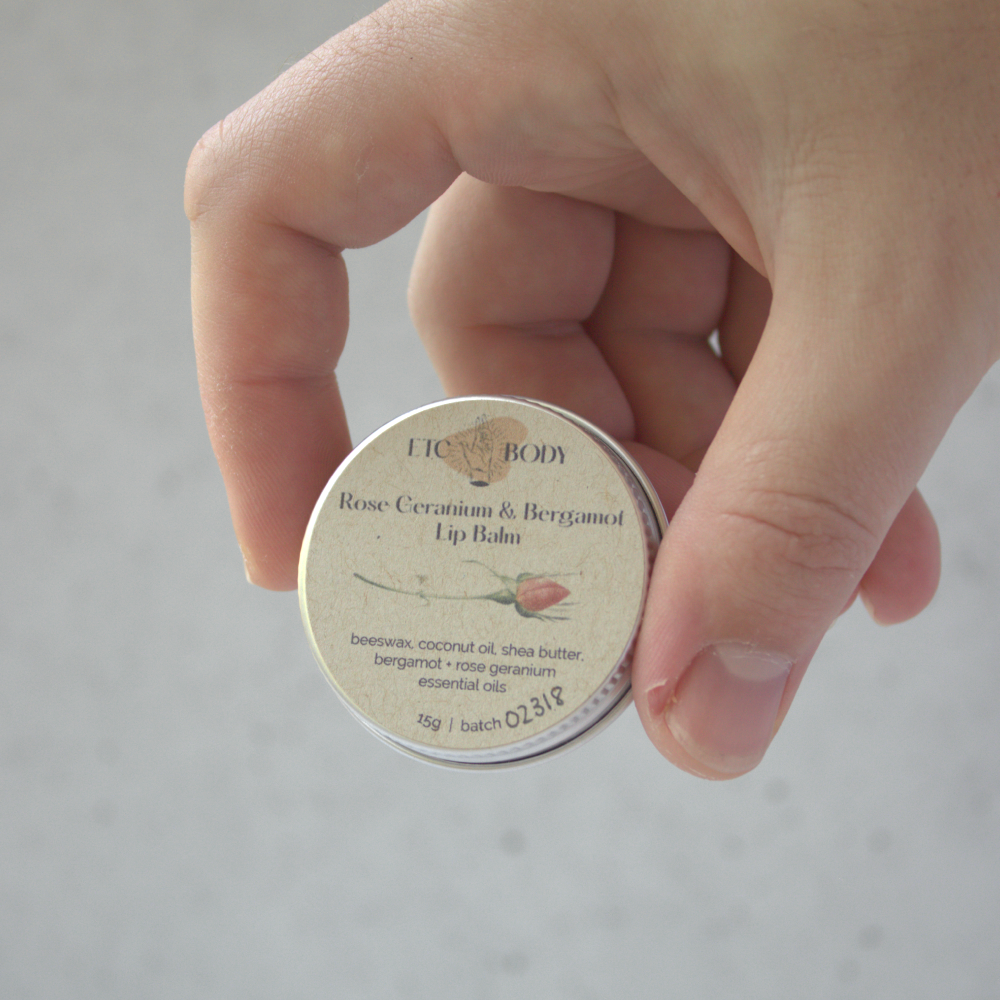 ETC BODY
Rose Geranium & Bergamot
Lip Balm
beeswax, coconut oil, shea butter,
bergamot + rose geranium
essential oils
15g | batch 02318